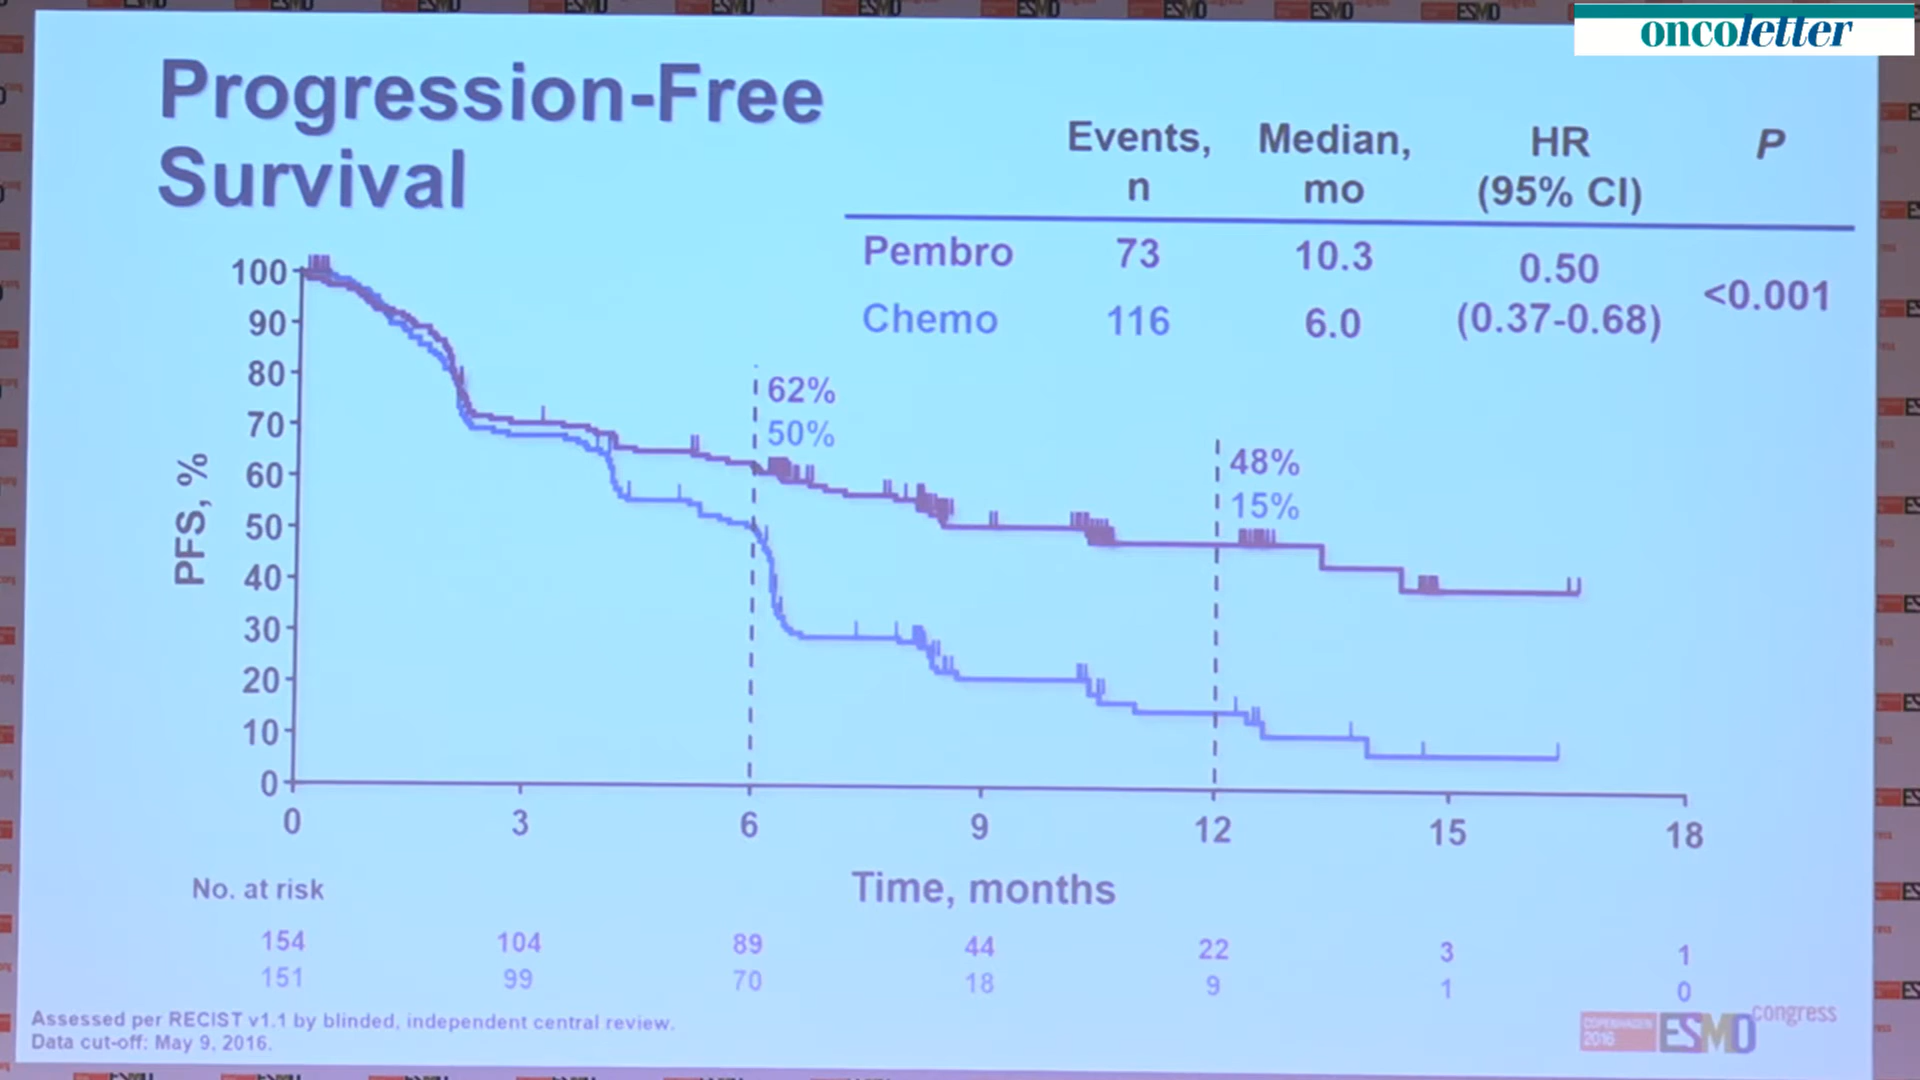 oncoletter
Progression-Free
Survival
Events, n
Median, mo
HR (95% CI)
P
Pembro 73 10.3 0.50 (0.37-0.68) <0.001
Chemo 116 6.0
PFS, %
100
90
80
70
60
50
40
30
20
10
0
62%
50%
48%
15%
0 3 6 9 12 15 18
Time, months
No. at risk
154 104 89 44 22 3 1
151 99 70 18 9 1 0
Assessed per RECIST v1.1 by blinded, independent central review.
Data cut-off: May 9, 2016.
COPENHAGEN
2016
ESMO congress